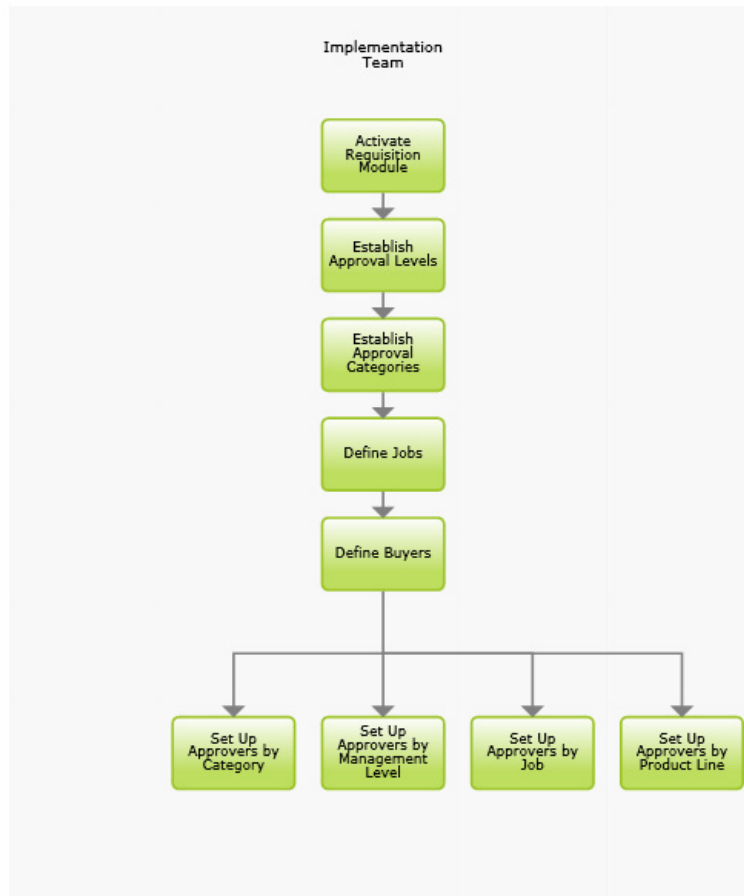 Implementation
Team
Activate
Requisition
Module
Establish
Approval Levels
Establish
Approval
Categories
Define Jobs
Define Buyers
Set Up
Approvers by
Category
Set Up
Approvers by
Management
Level
Set Up
Approvers by
Job
Set Up
Approvers by
Product Line